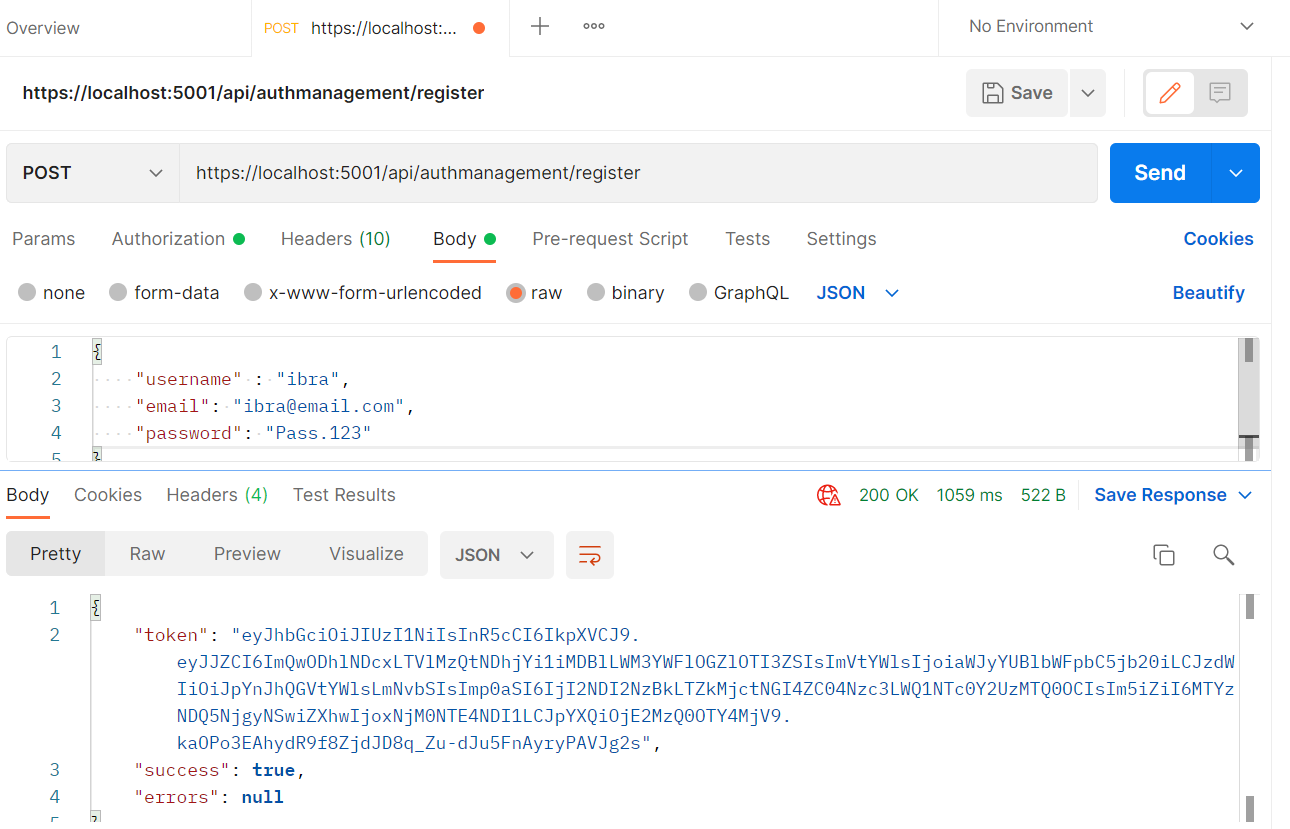 Overview
POST https://localhost:...
No Environment
https://localhost:5001/api/authmanagement/register
Save
POST https://localhost:5001/api/authmanagement/register
Send
Params Authorization Headers (10) Body Pre-request Script Tests Settings Cookies
none form-data x-www-form-urlencoded raw binary GraphQL JSON Beautify
1 {
2 "username" : "ibra",
3 "email": "ibra@email.com",
4 "password": "Pass.123"
5 }
Body Cookies Headers (4) Test Results 200 OK 1059 ms 522 B Save Response
Pretty Raw Preview Visualize JSON
1 {
2 "token": "eyJhbGciOiJIUzI1NiIsInR5cCI6IkpXVCJ9.
eyJJZCI6ImQwODhlNDcxLTVlMzQtNDhjYi1iMDBlLWM3YWFlOGZlOTI3ZSIsImVtYWlsIjoiaWJyYUBlbWFpbC5jb20iLCJzdW
IiOiJpYnJhQGVtYWlsLmNvbSIsImp0aSI6IjI2NDI2NzBkLTZkMjctNGI4ZC04Nzc3LWQ1NTc0Y2UzMTQ0OCIsIm5iZiI6MTYz
NDQ5NjgyNSwiZXhwIjoxNjM0NTE4NDI1LCJpYXQiOjE2MzQ0OTY4MjV9.
kaOPo3EAhydR9f8ZjdJD8q_Zu-dJu5FnAyryPAVJg2s",
3 "success": true,
4 "errors": null
5 }